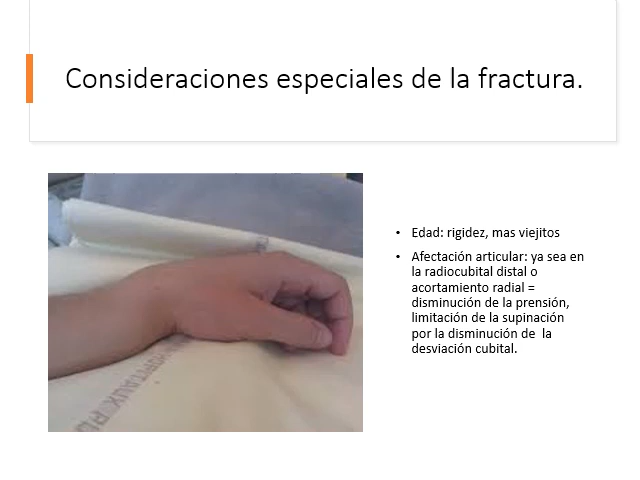 Consideraciones especiales de la fractura.
• Edad: rigidez, mas viejitos
• Afectación articular: ya sea en
la radiocubital distal o
acortamiento radial =
disminución de la prensión,
limitación de la supinación
por la disminución de  la
desviación cubital.